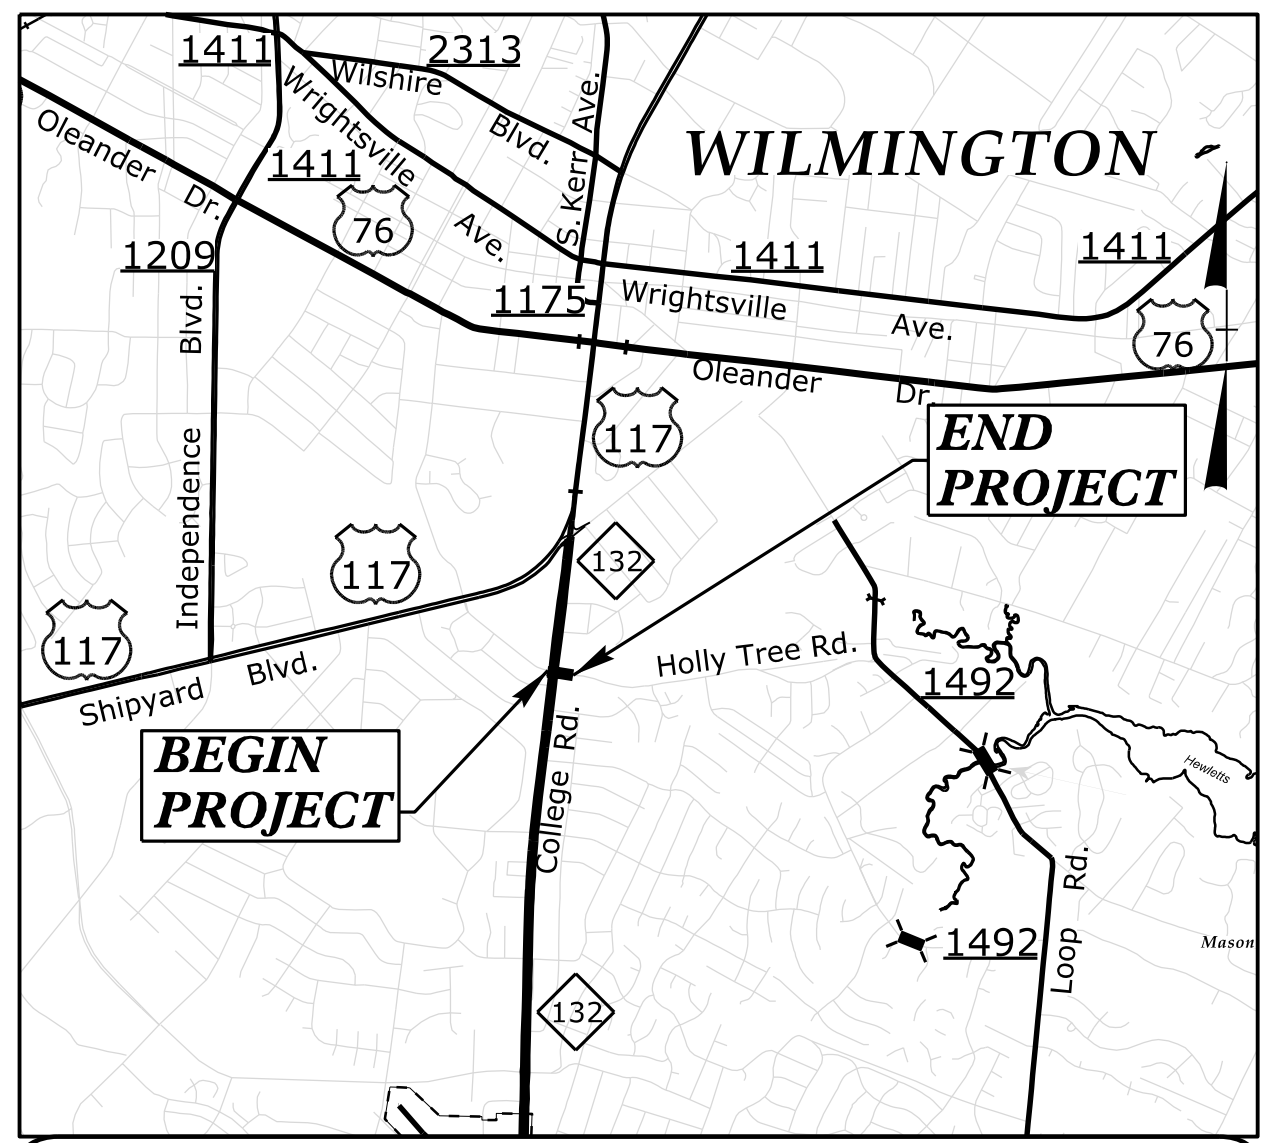 1411
2313
Wilshire
Blvd.
Wrightsville
Ave.
S. Kerr Ave.
WILMINGTON
Oleander
Dr.
1411
76
1209
1411
1411
1175
Wrightsville
Ave.
76
Oleander
Dr.
Independence Blvd.
117
END
PROJECT
117
132
117
Shipyard
Blvd.
Holly Tree Rd.
1492
BEGIN
PROJECT
College Rd.
Hewletts
Loop Rd.
1492
Mason
132